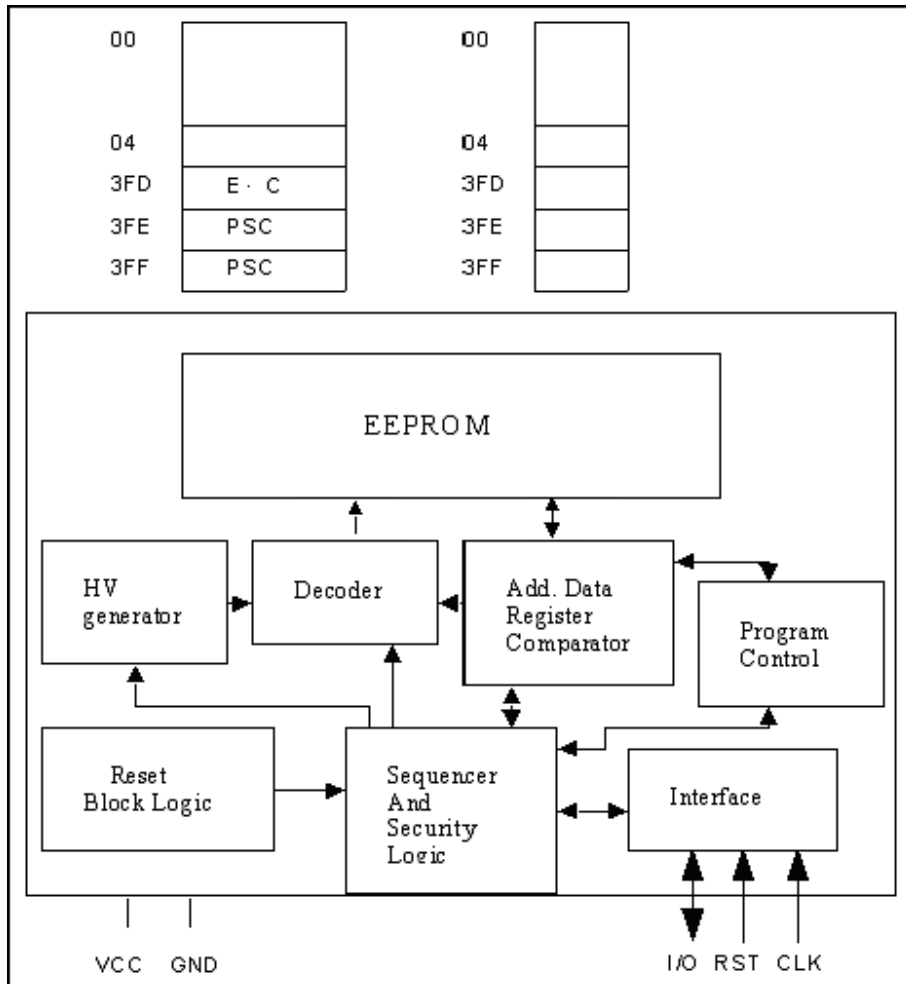 00 00
04 04
3FD E · C 3FD
3FE PSC 3FE
3FF PSC 3FF
EEPROM
HV
generator
Decoder
Add. Data
Register
Comparator
Program
Control
Reset
Block Logic
Sequencer
And
Security
Logic
Interface
VCC GND I/O RST CLK